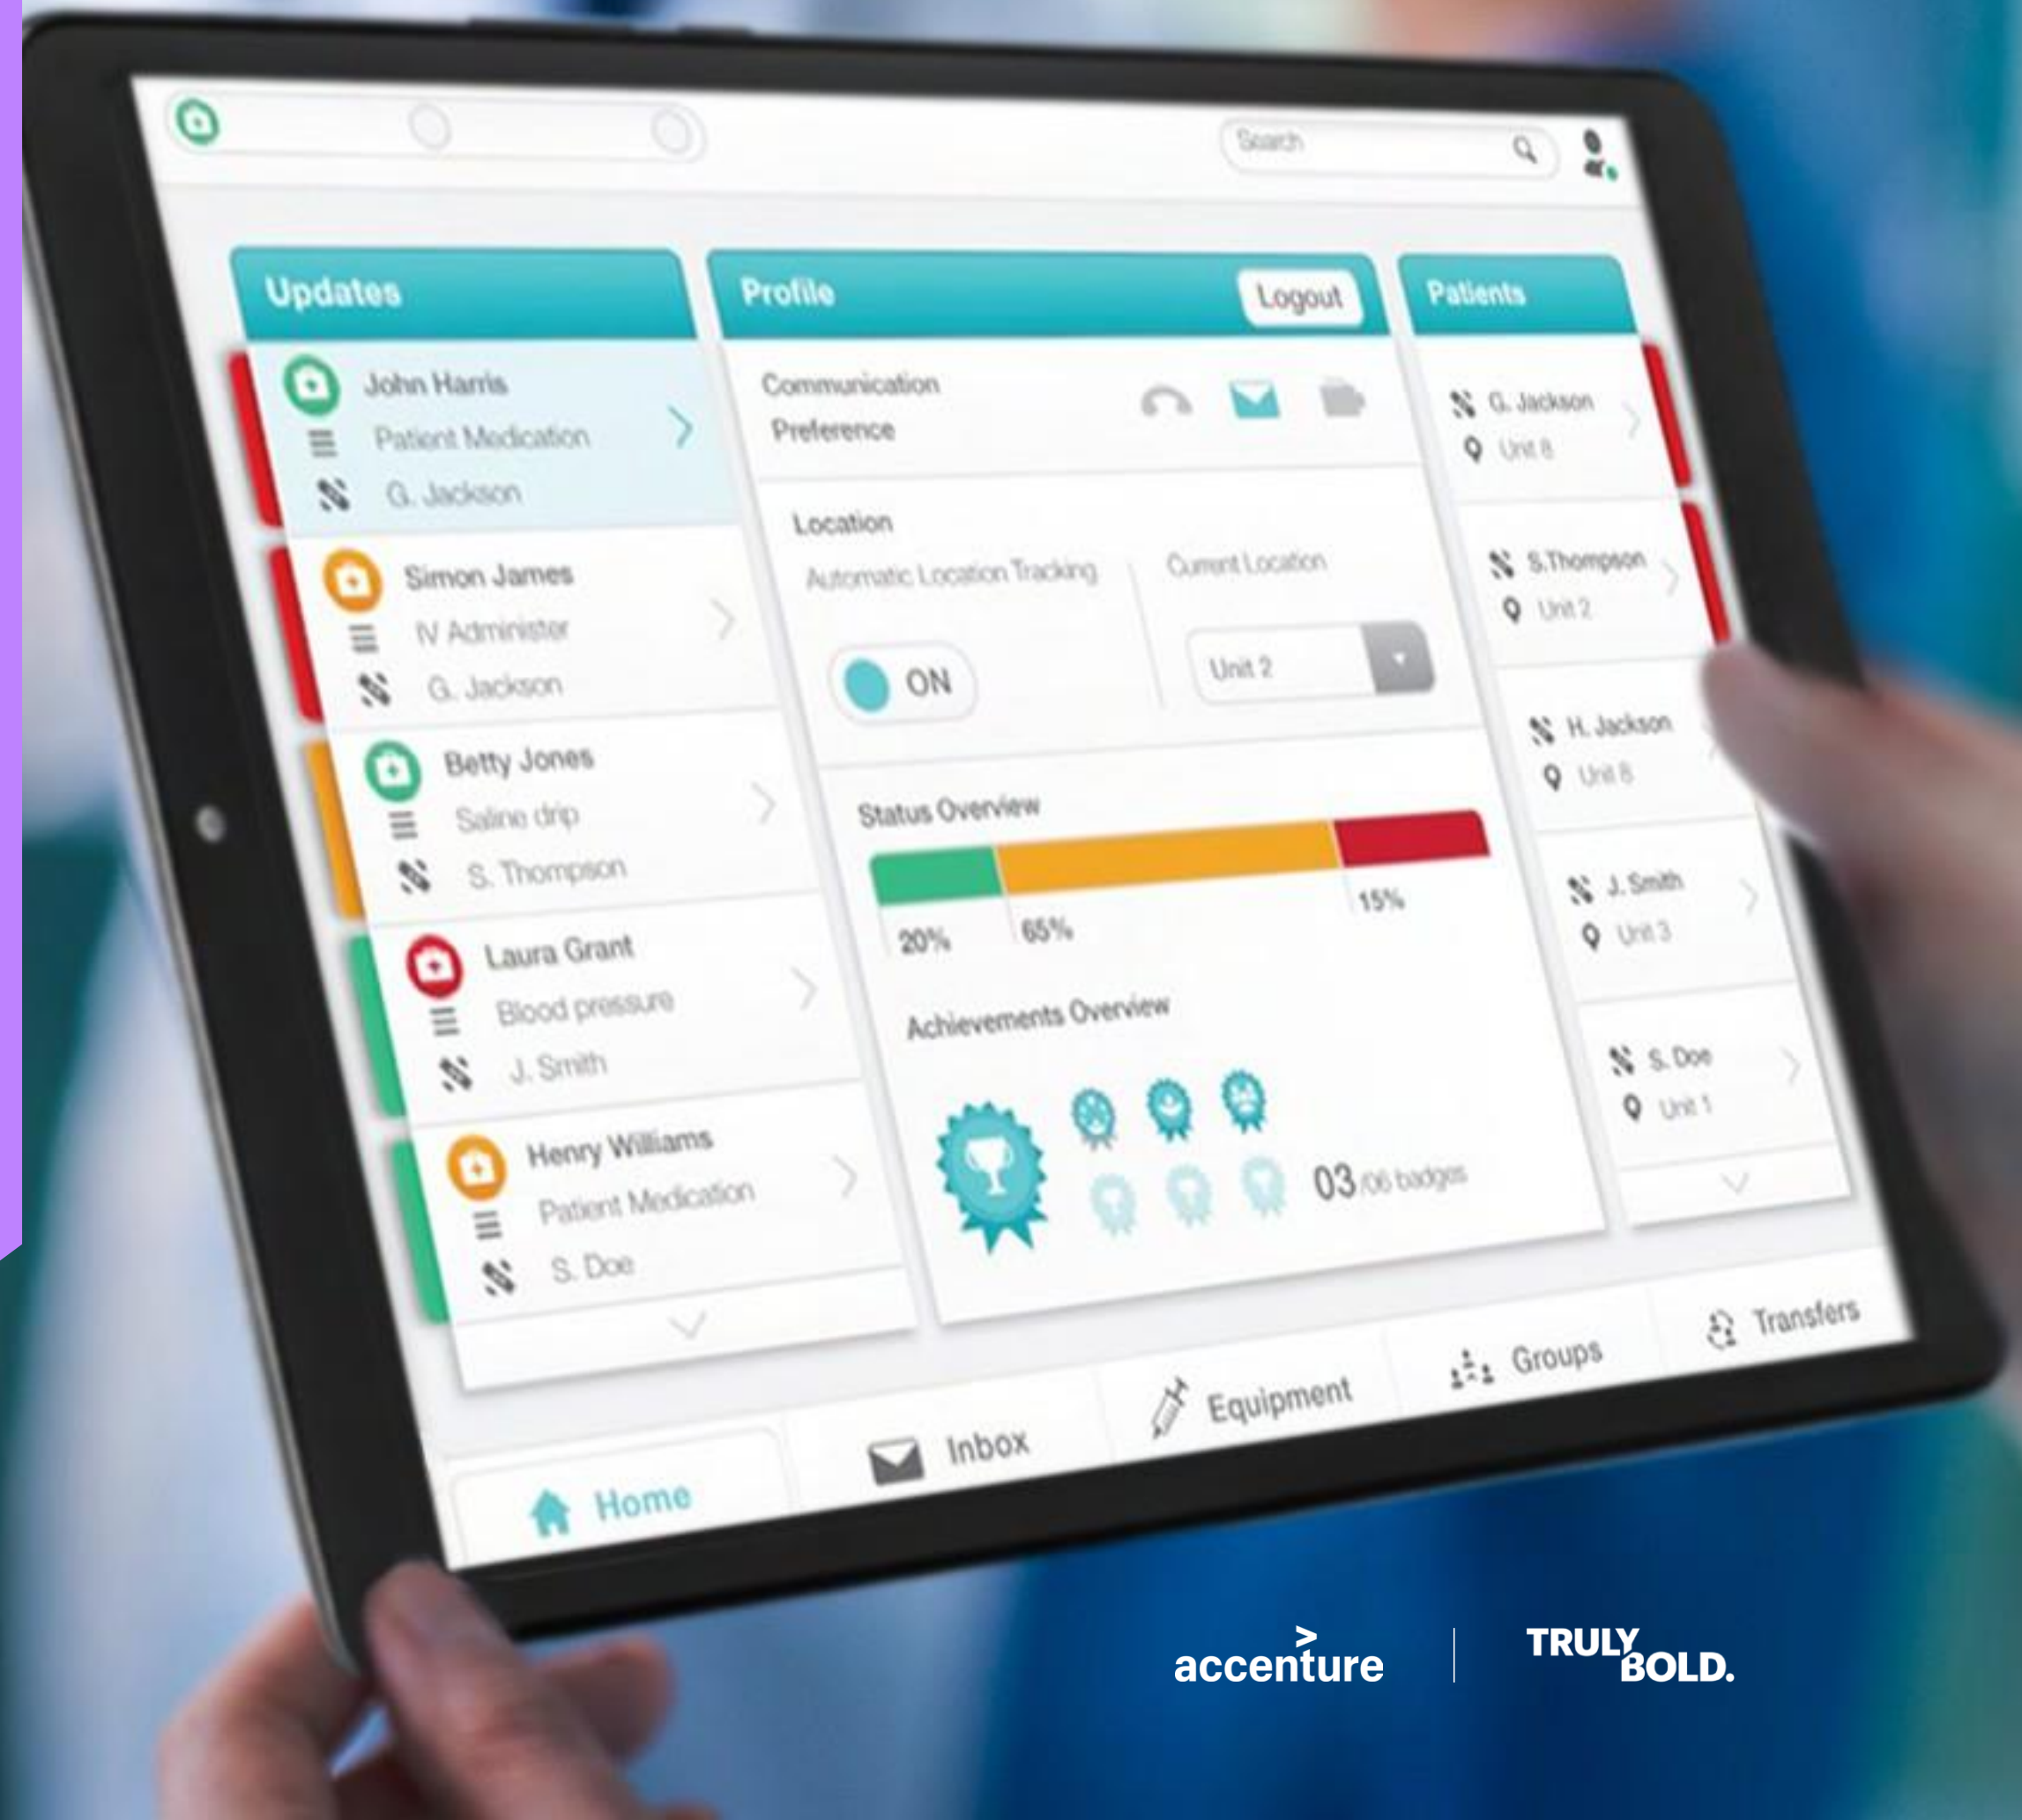 Search
Updates
John Harris
Patient Medication
G. Jackson
Simon James
IV Administer
G. Jackson
Betty Jones
Saline drip
S. Thompson
Laura Grant
Blood pressure
J. Smith
Henry Williams
Patient Medication
S. Doe
Profile
Logout
Communication
Preference
Location
Automatic Location Tracking
Current Location
ON
Unit 2
Status Overview
20%
65%
15%
Achievements Overview
03/06 badges
Patients
G. Jackson
Unit 8
S.Thompson
Unit 2
H. Jackson
Unit 8
J. Smith
Unit 3
S. Doe
Unit 1
Home
Inbox
Equipment
Groups
Transfers
accenture
TRULY
BOLD.